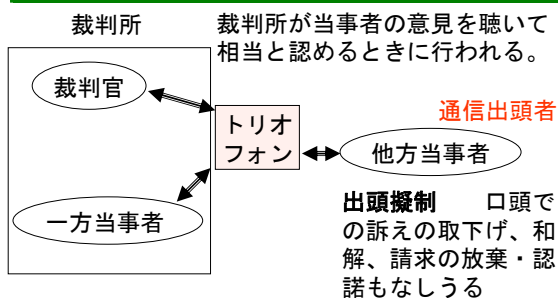 裁判所
裁判所が当事者の意見を聴いて
相当と認めるときに行われる。
裁判官
通信出頭者
トリオ
フォン
他方当事者
一方当事者
出頭擬制　　口頭で
の訴えの取下げ、和
解、請求の放棄・認
諾もなしうる